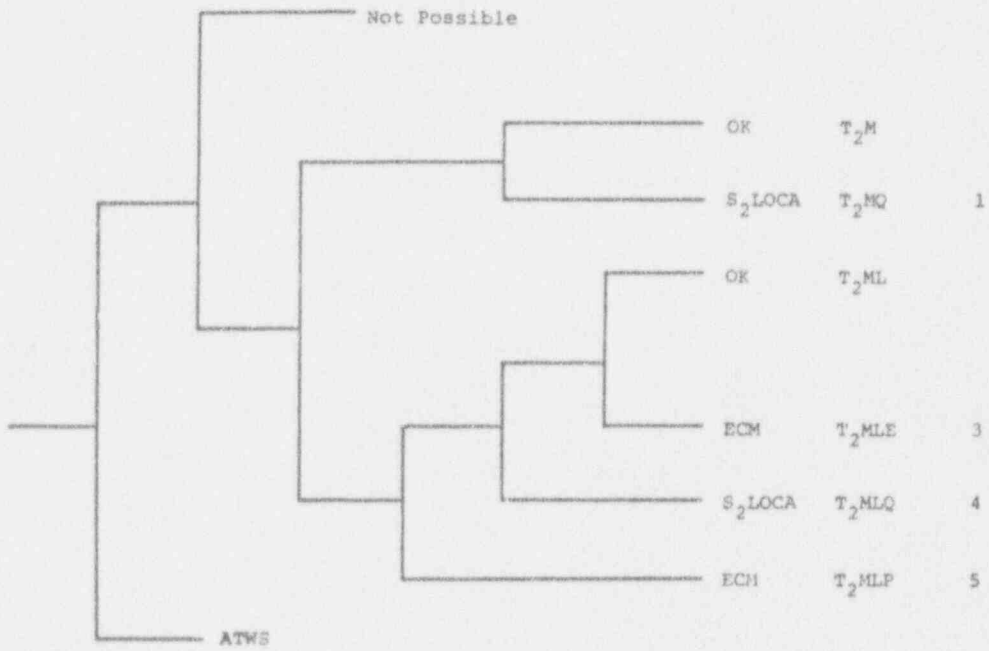 Not Possible
OK T₂M
S₂LOCA T₂MQ 1
OK T₂ML
ECM T₂MLE 3
S₂LOCA T₂MLQ 4
ECM T₂MLP 5
ATWS